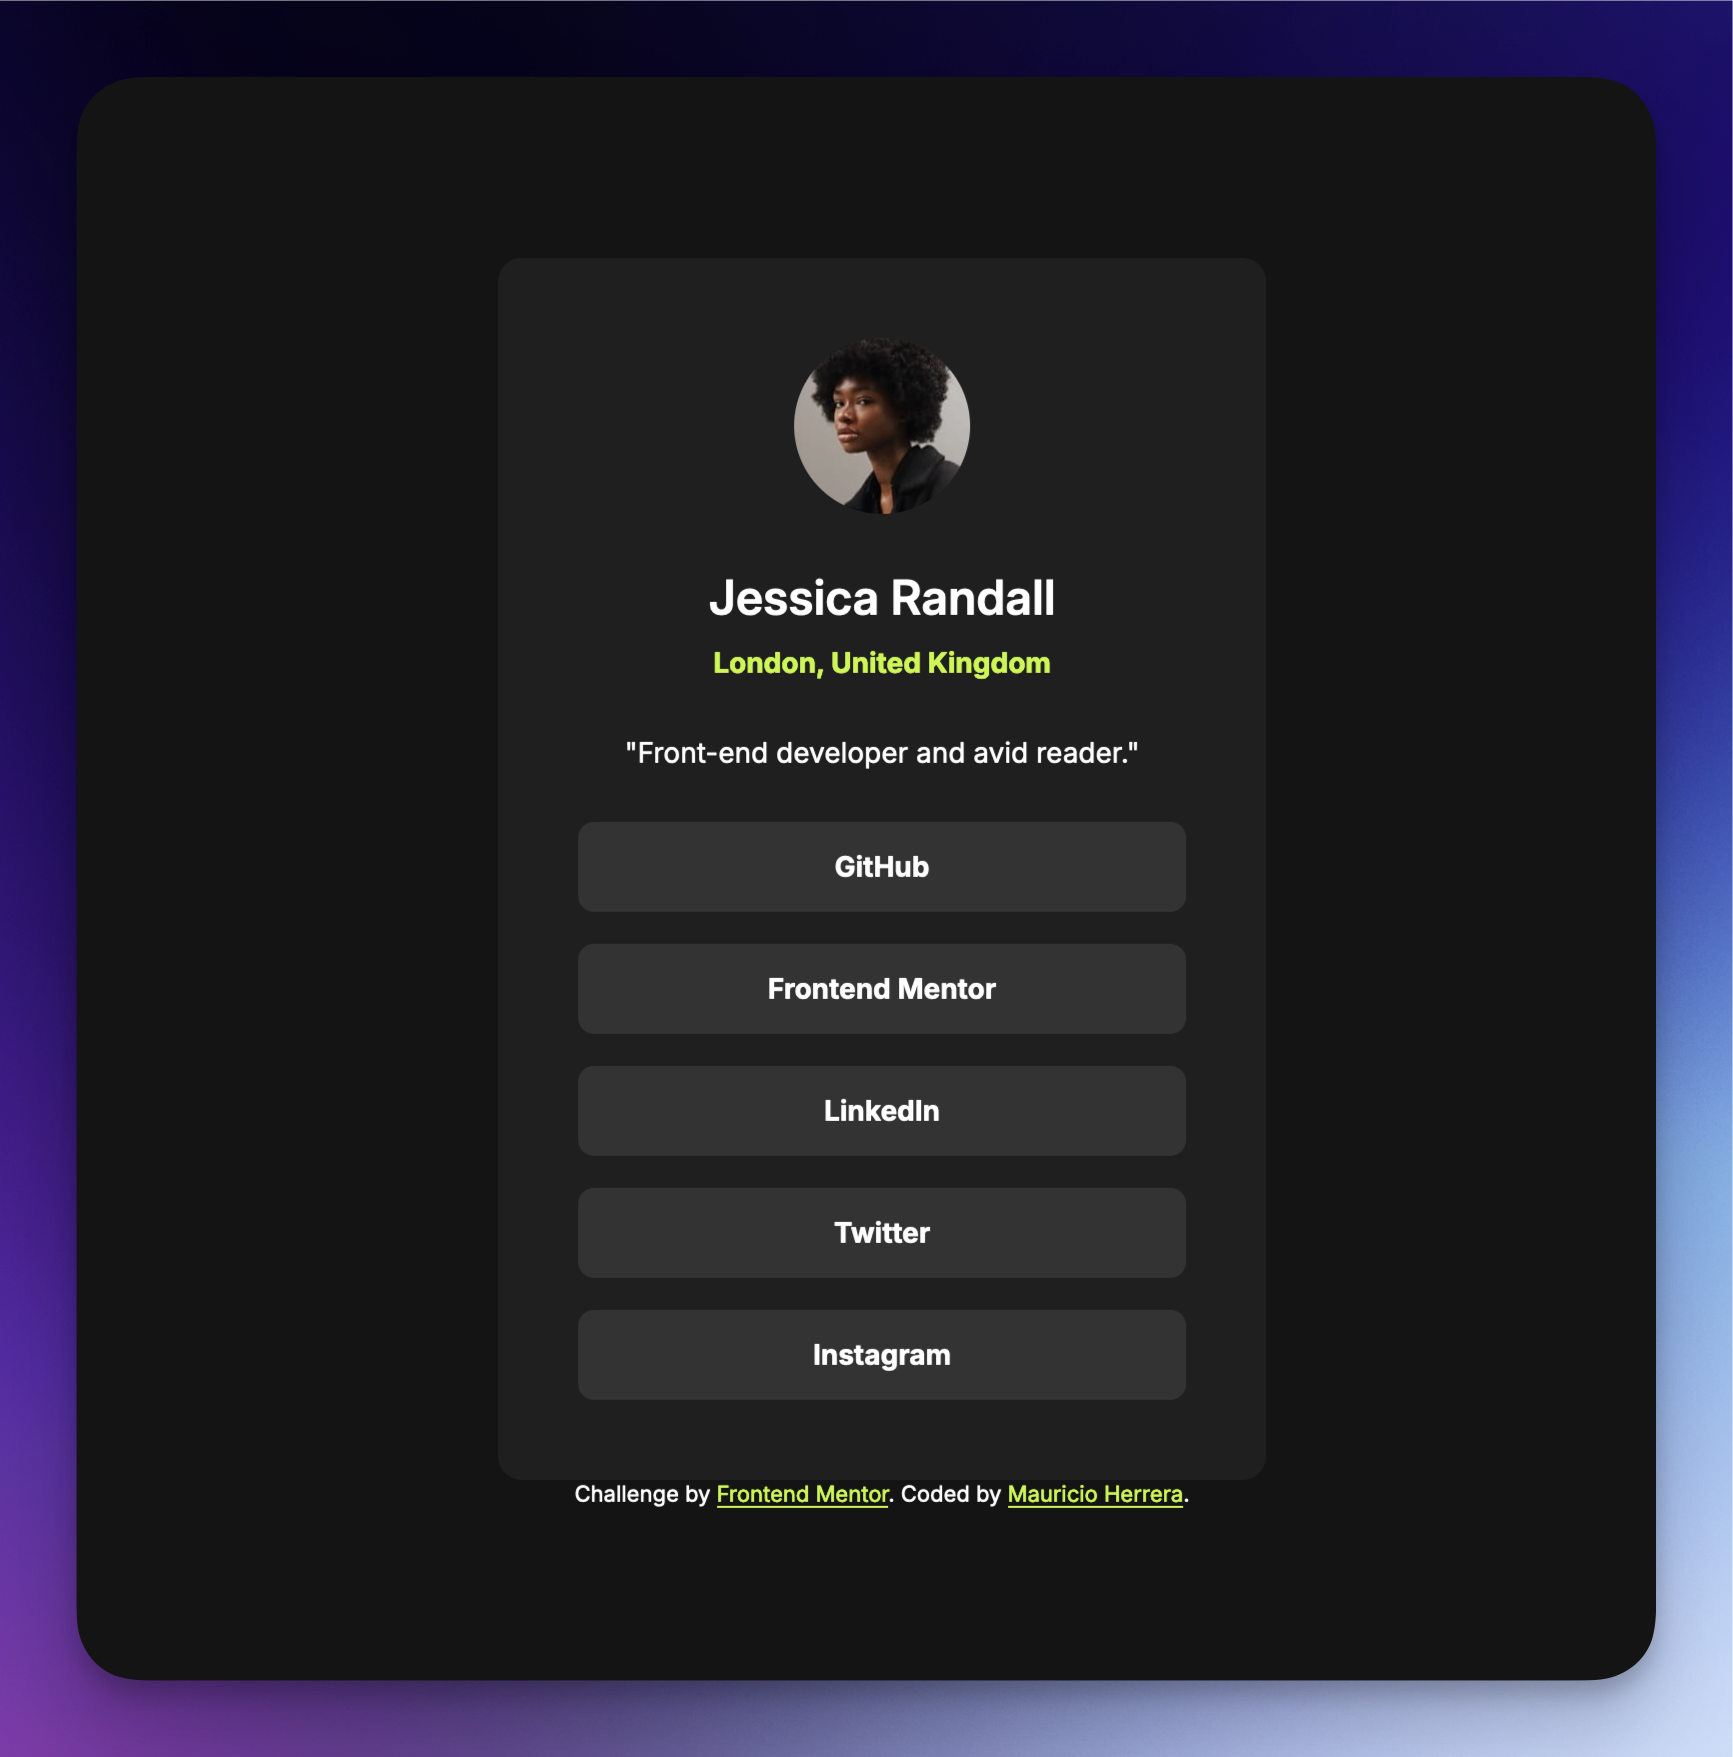 Jessica Randall
London, United Kingdom
"Front-end developer and avid reader."
GitHub
Frontend Mentor
LinkedIn
Twitter
Instagram
Challenge by Frontend Mentor. Coded by Mauricio Herrera.